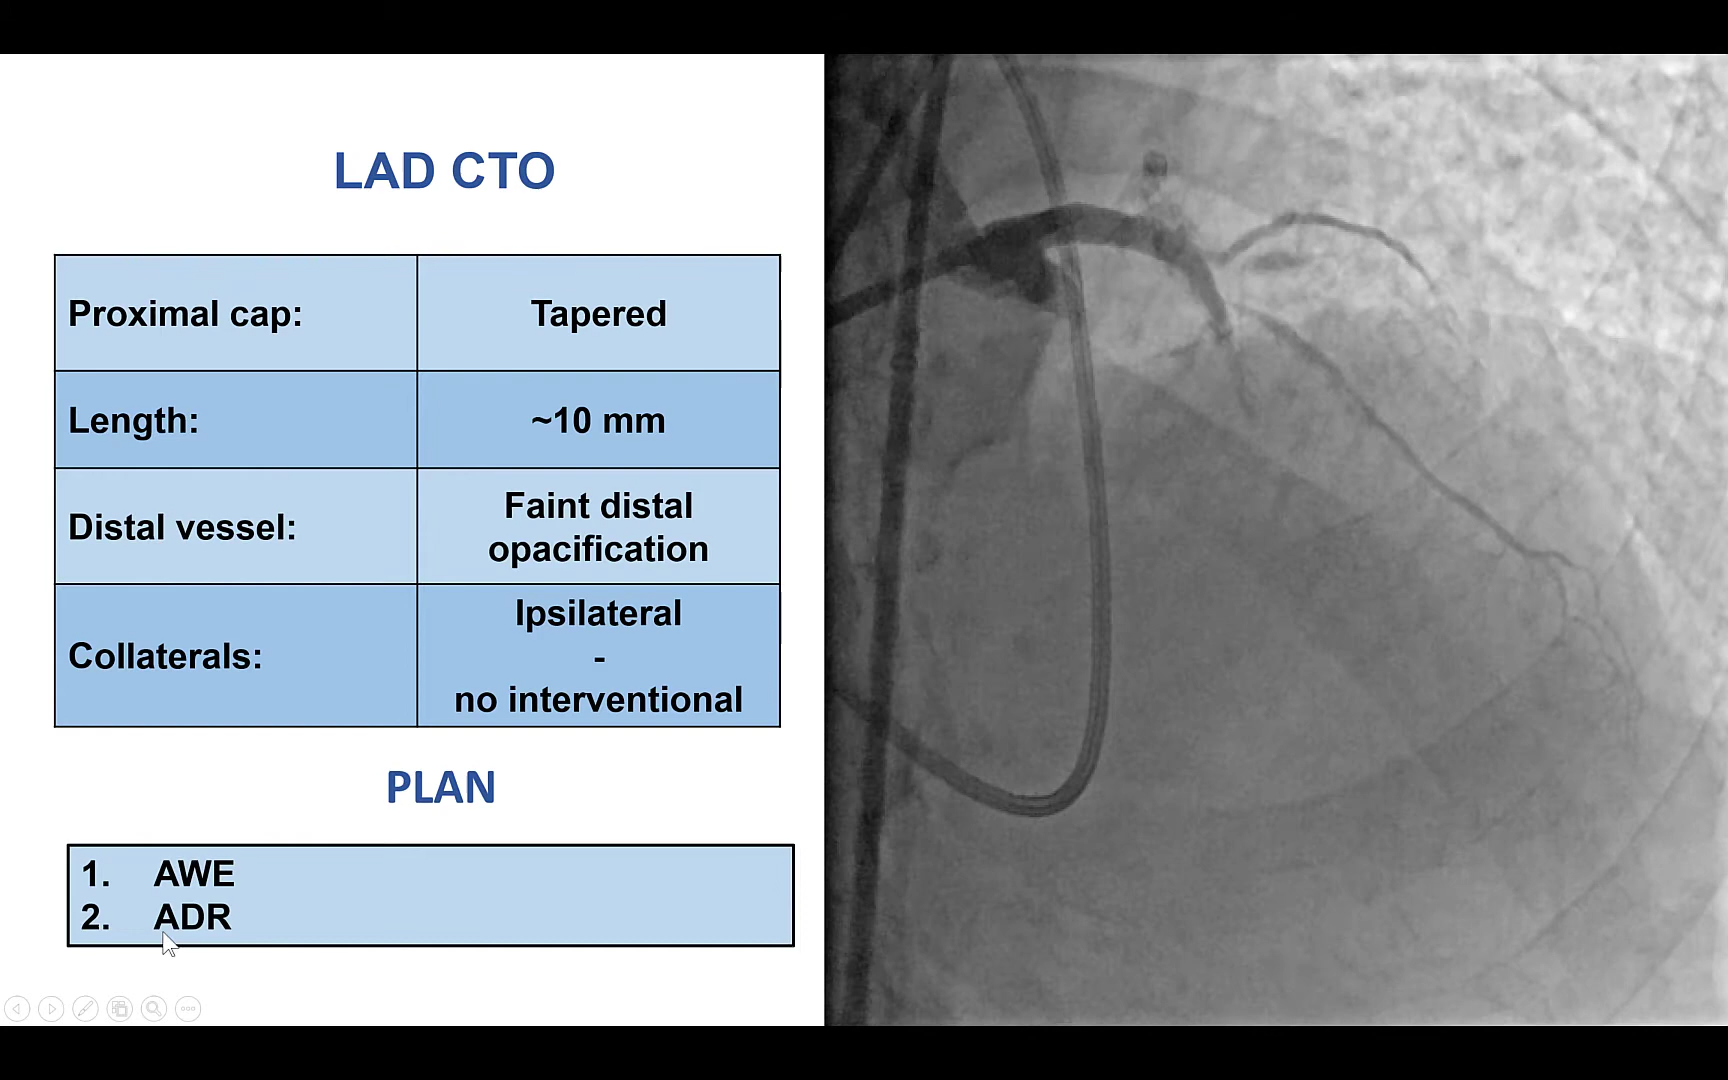 LAD CTO
Proximal cap:
Tapered
Length:
~10 mm
Distal vessel:
Faint distal
opacification
Collaterals:
Ipsilateral
-
no interventional
PLAN
1. AWE
2. ADR